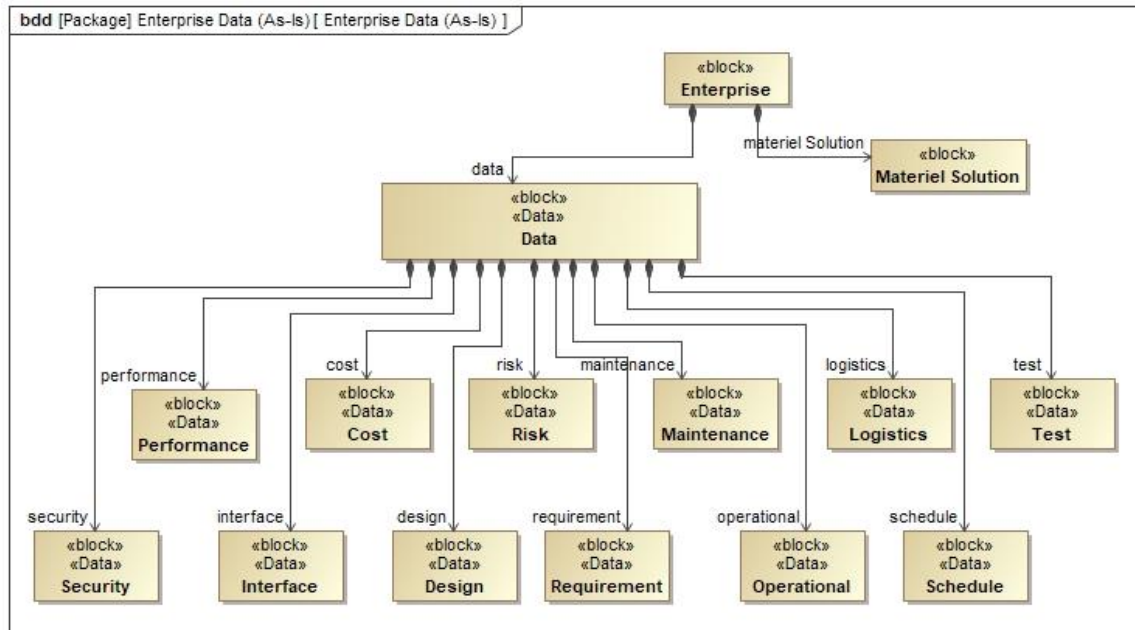 bdd [Package] Enterprise Data (As-Is) [ Enterprise Data (As-Is) ]
«block»
Enterprise
materiel Solution
«block»
Materiel Solution
data
«block»
«Data»
Data
performance
«block»
«Data»
Performance
cost
«block»
«Data»
Cost
risk
«block»
«Data»
Risk
maintenance
«block»
«Data»
Maintenance
logistics
«block»
«Data»
Logistics
test
«block»
«Data»
Test
security
«block»
«Data»
Security
interface
«block»
«Data»
Interface
design
«block»
«Data»
Design
requirement
«block»
«Data»
Requirement
operational
«block»
«Data»
Operational
schedule
«block»
«Data»
Schedule